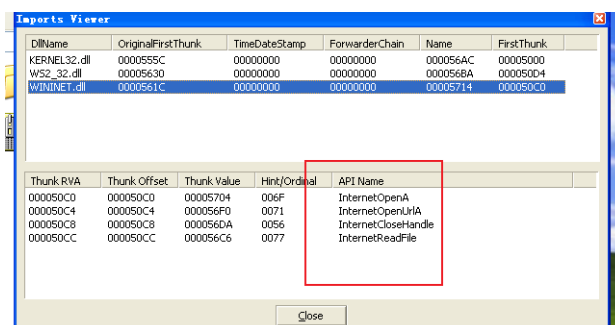 Imports Viewer
DllName OriginalFirstThunk TimeDateStamp ForwarderChain Name FirstThunk
KERNEL32.dll 0000555C 00000000 00000000 000056AC 00005000
WS2_32.dll 00005630 00000000 00000000 000056BA 000050D4
WININET.dll 0000561C 00000000 00000000 00005714 000050C0
Thunk RVA Thunk Offset Thunk Value Hint/Ordinal API Name
000050C0 000050C0 00005704 006F InternetOpenA
000050C4 000050C4 000056F0 0071 InternetOpenUrlA
000050C8 000050C8 000056DA 0056 InternetCloseHandle
000050CC 000050CC 000056C6 0077 InternetReadFile
Close